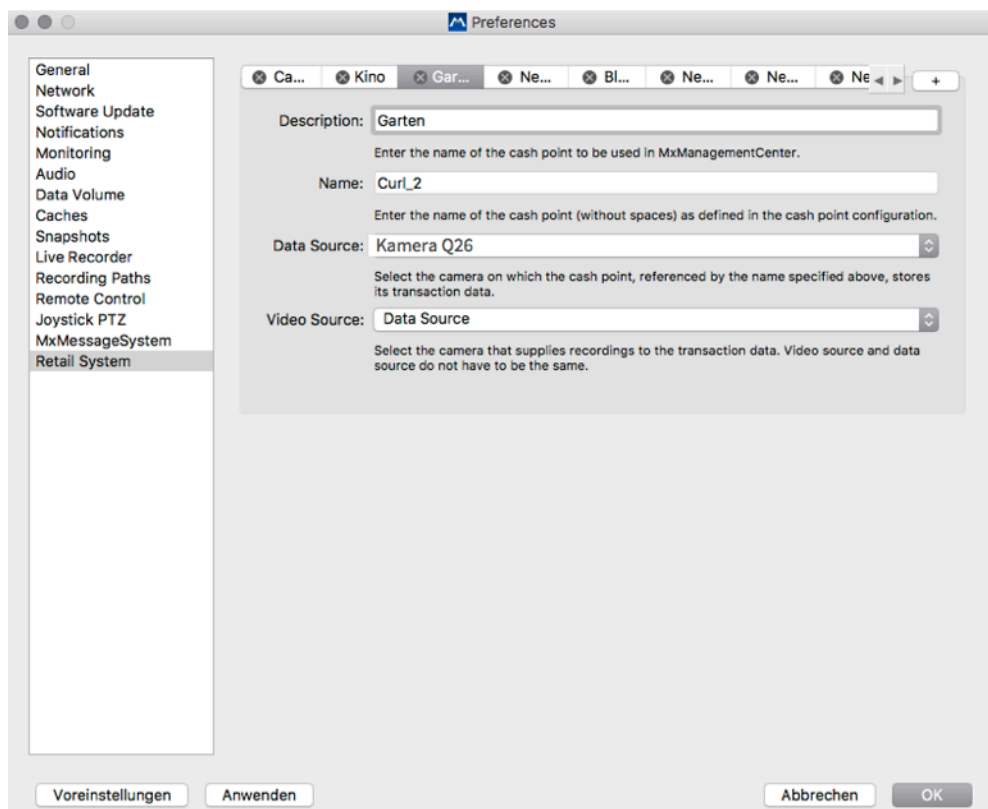 Preferences
General
Network
Software Update
Notifications
Monitoring
Audio
Data Volume
Caches
Snapshots
Live Recorder
Recording Paths
Remote Control
Joystick PTZ
MxMessageSystem
Retail System
Ca... Kino Gar... Ne... Bl... Ne... Ne... Ne +
Description: Garten
Enter the name of the cash point to be used in MxManagementCenter.
Name: Curl_2
Enter the name of the cash point (without spaces) as defined in the cash point configuration.
Data Source: Kamera Q26
Select the camera on which the cash point, referenced by the name specified above, stores
its transaction data.
Video Source: Data Source
Select the camera that supplies recordings to the transaction data. Video source and data
source do not have to be the same.
Voreinstellungen Anwenden Abbrechen OK